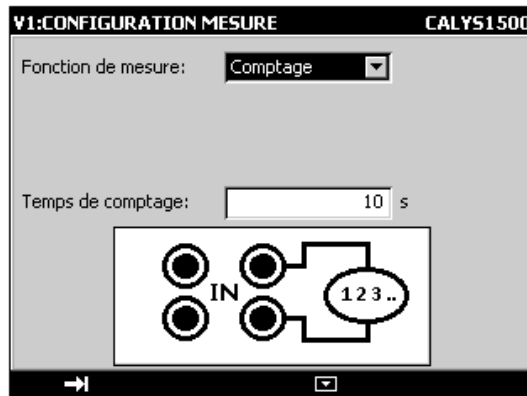 V1:CONFIGURATION MESURE CALYS1500
Fonction de mesure: Comptage
Temps de comptage: 10 s
IN 123..